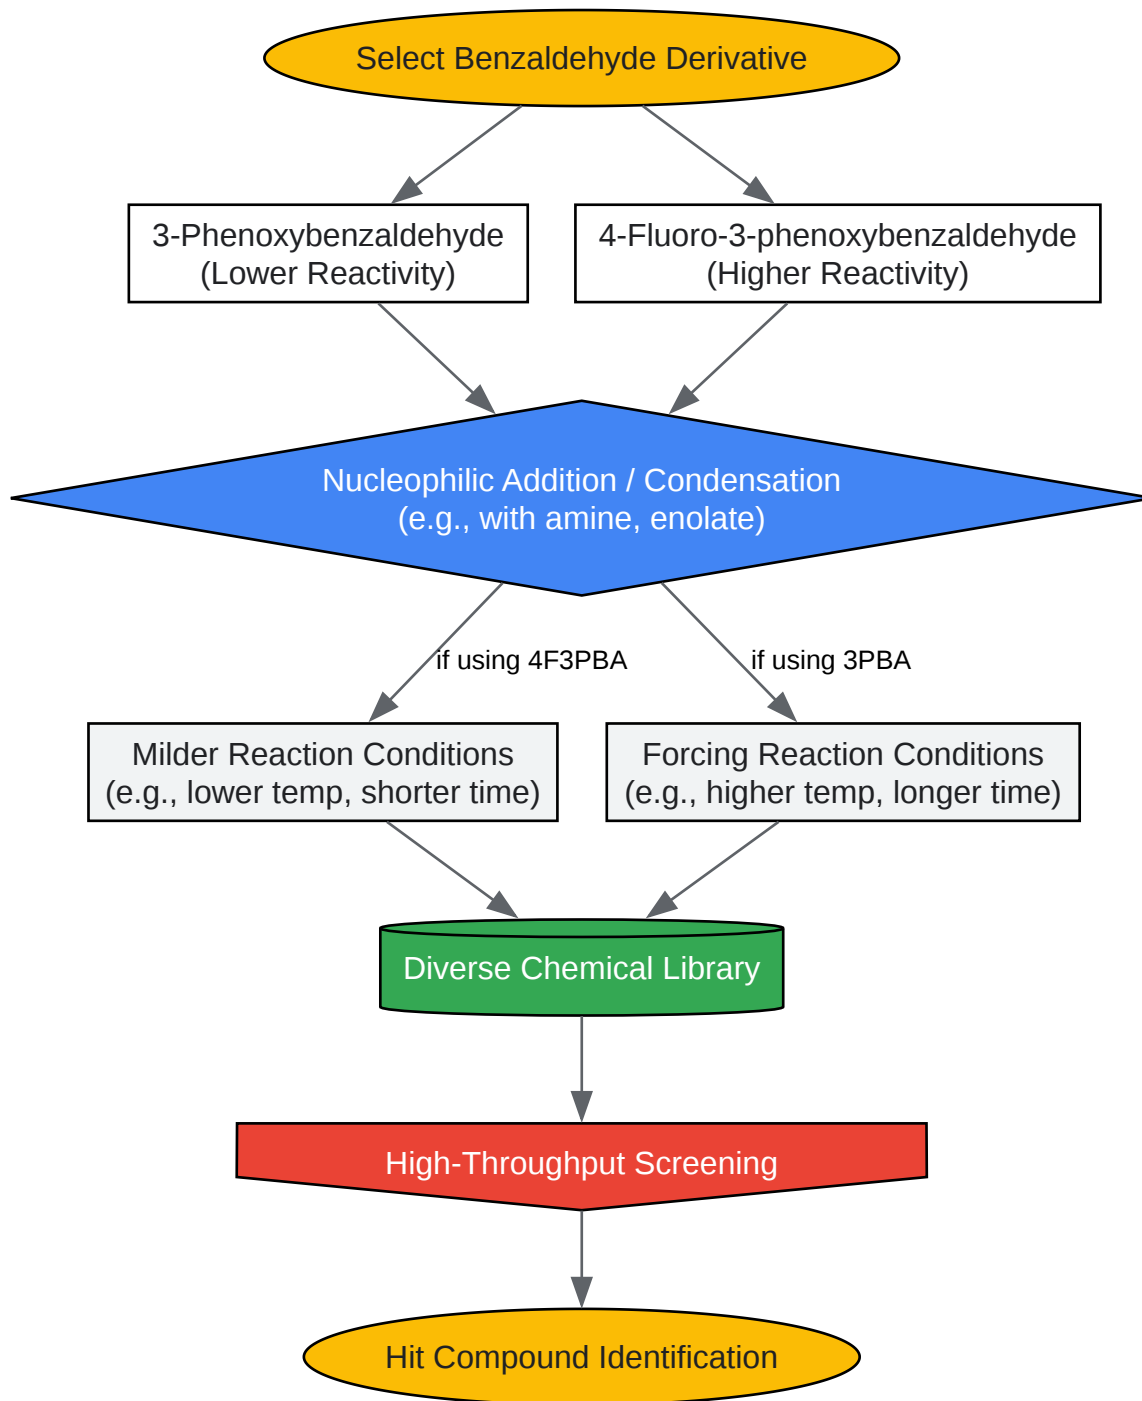 Select Benzaldehyde Derivative
3-Phenoxybenzaldehyde
(Lower Reactivity)
4-Fluoro-3-phenoxybenzaldehyde
(Higher Reactivity)
Nucleophilic Addition / Condensation
(e.g., with amine, enolate)
if using 4F3PBA
if using 3PBA
Milder Reaction Conditions
(e.g., lower temp, shorter time)
Forcing Reaction Conditions
(e.g., higher temp, longer time)
Diverse Chemical Library
High-Throughput Screening
Hit Compound Identification